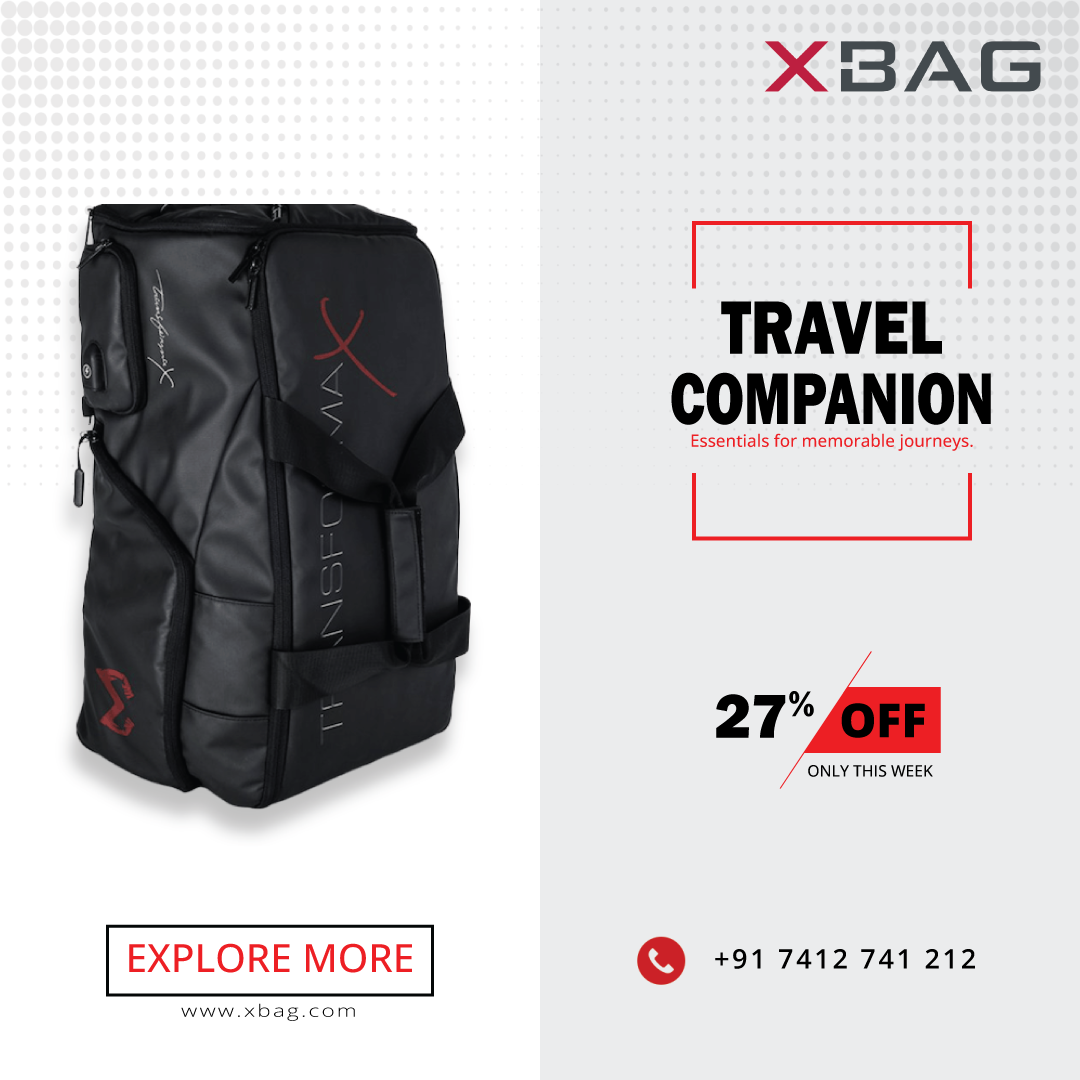 XBAG
TRAVEL
COMPANION
Essentials for memorable journeys.
27% OFF
ONLY THIS WEEK
EXPLORE MORE
www.xbag.com
+91 7412 741 212